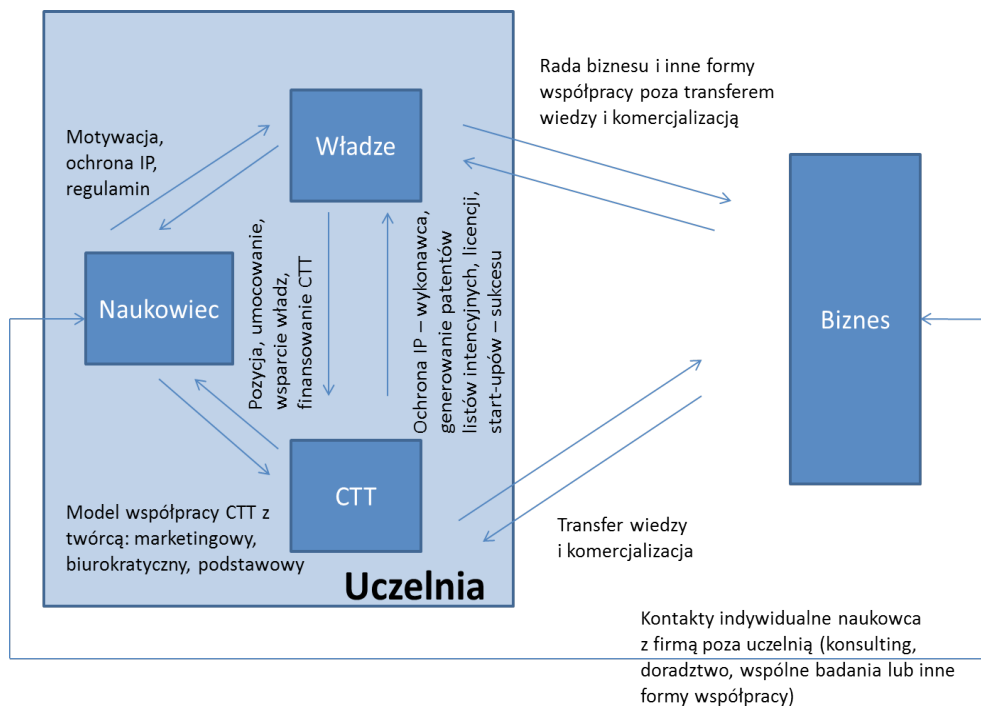 Rada biznesu i inne formy
współpracy poza transferem
wiedzy i komercjalizacją
Motywacja,
ochrona IP,
regulamin
Władze
Naukowiec
Pozycja, umocowanie,
wsparcie władz,
finansowanie CTT
Ochrona IP – wykonawca,
generowanie patentów
listów intencyjnych, licencji,
start-upów – sukcesu
Biznes
CTT
Model współpracy CTT z
twórcą: marketingowy,
biurokratyczny, podstawowy
Uczelnia
Transfer wiedzy
i komercjalizacja
Kontakty indywidualne naukowca
z firmą poza uczelnią (konsulting,
doradztwo, wspólne badania lub inne
formy współpracy)